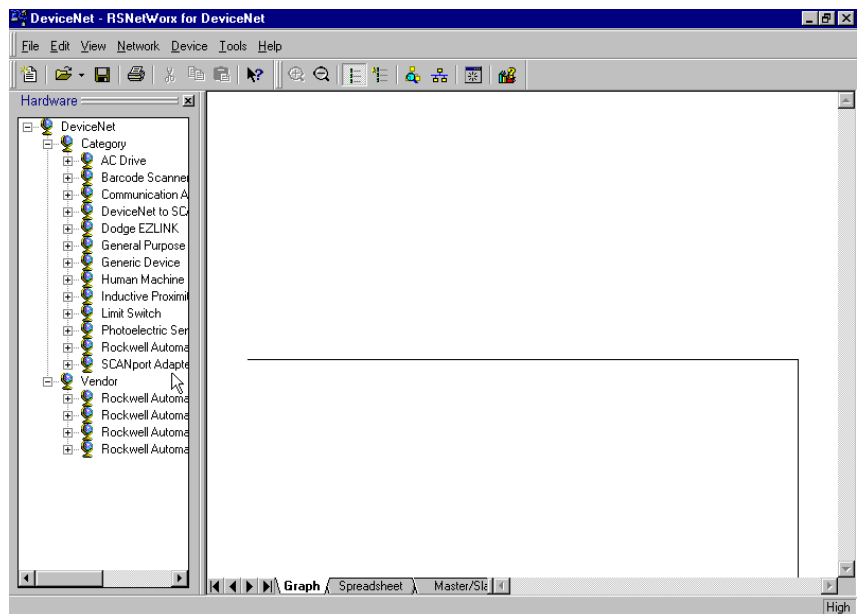 DeviceNet - RSNetWorx for DeviceNet
File Edit View Network Device Tools Help
Hardware
DeviceNet
Category
AC Drive
Barcode Scanner
Communication A
DeviceNet to SCA
Dodge EZLINK
General Purpose
Generic Device
Human Machine
Inductive Proximi
Limit Switch
Photoelectric Ser
Rockwell Automa
SCANport Adapte
Vendor
Rockwell Automa
Rockwell Automa
Rockwell Automa
Rockwell Automa
Graph Spreadsheet Master/Sla
High